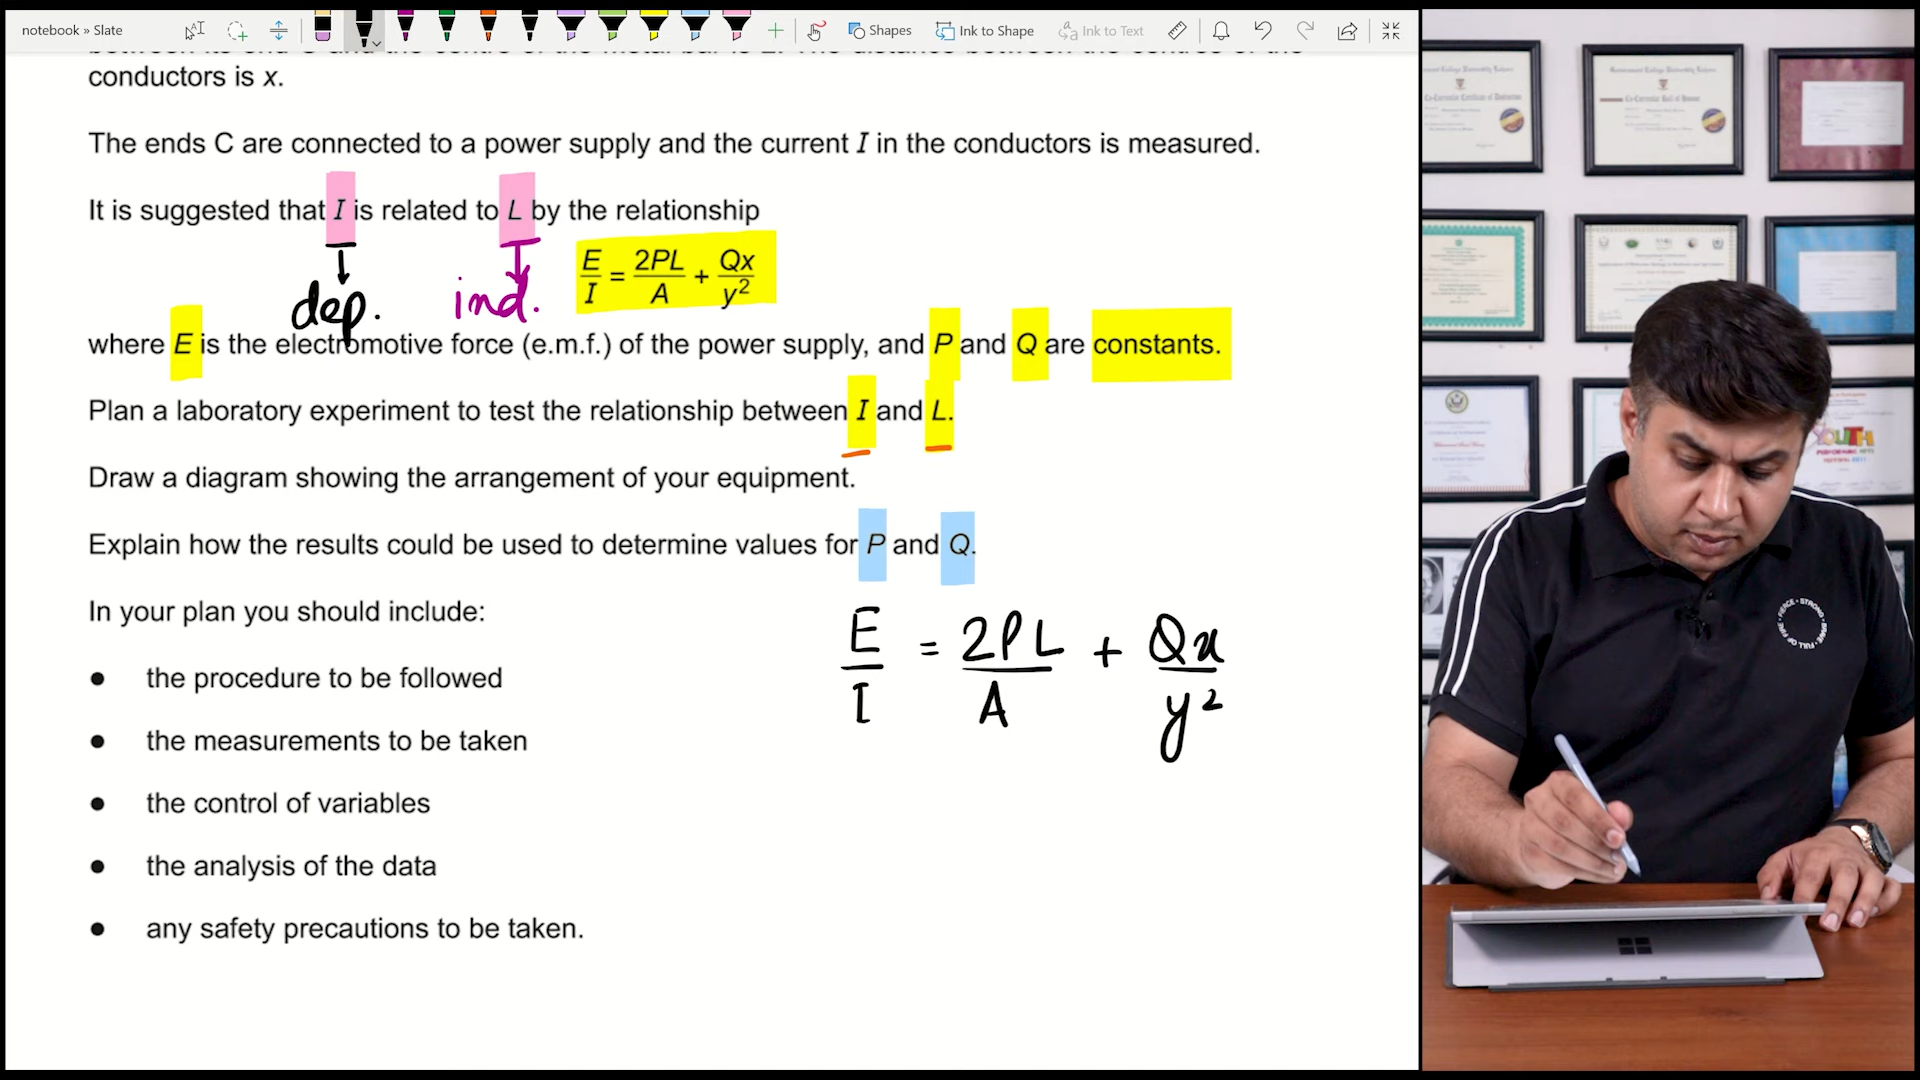 notebook » Slate
Shapes
Ink to Shape
Ink to Text
conductors is x.
The ends C are connected to a power supply and the current I in the conductors is measured.
It is suggested that I is related to L by the relationship
E/I = 2PL/A + Qx/y²
dep.
ind.
where E is the electromotive force (e.m.f.) of the power supply, and P and Q are constants.
Plan a laboratory experiment to test the relationship between I and L.
Draw a diagram showing the arrangement of your equipment.
Explain how the results could be used to determine values for P and Q.
In your plan you should include:
E/I = 2PL/A + Qx/y²
● the procedure to be followed
● the measurements to be taken
● the control of variables
● the analysis of the data
● any safety precautions to be taken.
YOUTH